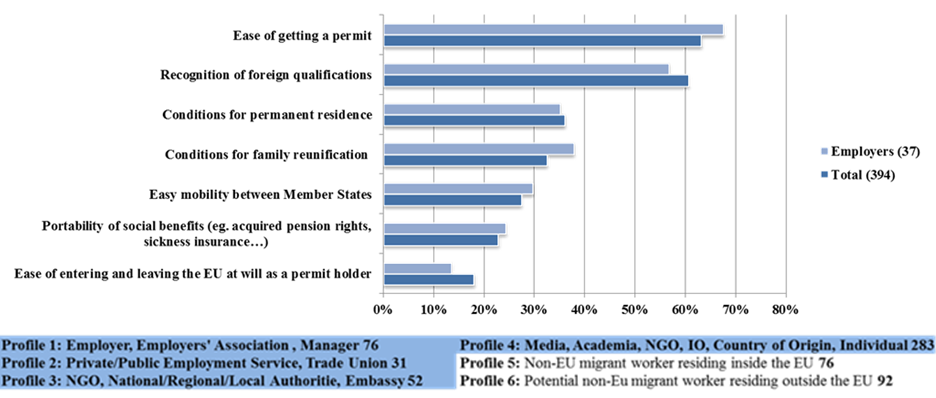 Ease of getting a permit
Recognition of foreign qualifications
Conditions for permanent residence
Conditions for family reunification
Easy mobility between Member States
Portability of social benefits (eg. acquired pension rights,
sickness insurance…)
Ease of entering and leaving the EU at will as a permit holder
Employers (37)
Total (394)
0% 10% 20% 30% 40% 50% 60% 70% 80%
Profile 1: Employer, Employers' Association , Manager 76
Profile 2: Private/Public Employment Service, Trade Union 31
Profile 3: NGO, National/Regional/Local Authoritie, Embassy 52
Profile 4: Media, Academia, NGO, IO, Country of Origin, Individual 283
Profile 5: Non-EU migrant worker residing inside the EU 76
Profile 6: Potential non-Eu migrant worker residing outside the EU 92